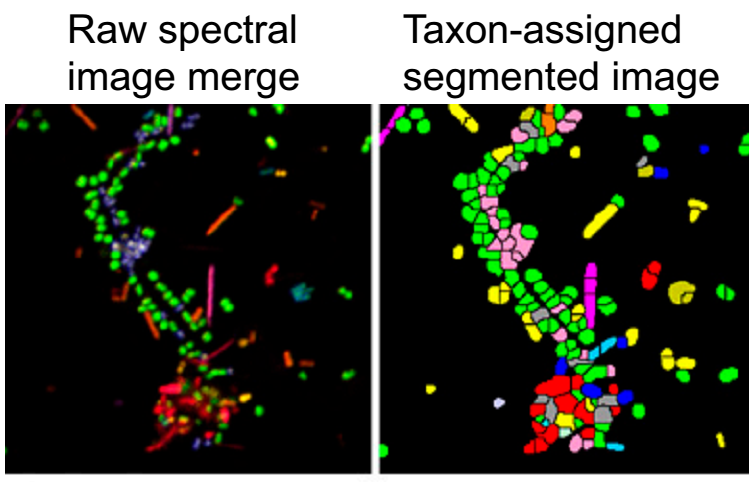 Raw spectral
image merge
Taxon-assigned
segmented image